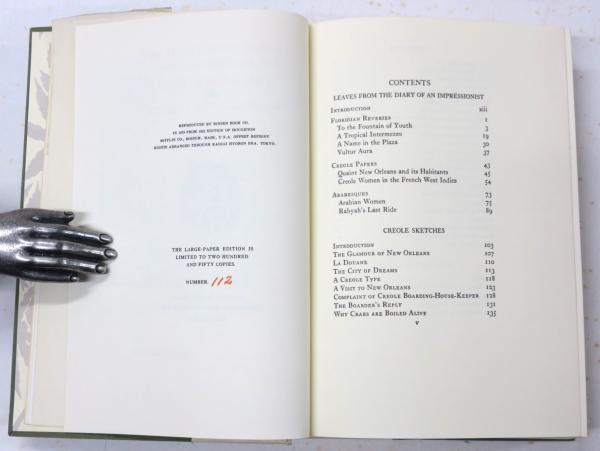 REPRODUCED BY RINSEN BOOK CO.
IN 1973 FROM 1922 EDITION OF HOUGHTON
MIFFLIN CO., BOSTON, MASS., U.S.A. OFFSET REPRINT
RIGHTS ARRANGED THROUGH KAIGAI HYORON SHA, TOKYO.
THE LARGE-PAPER EDITION IS
LIMITED TO TWO HUNDRED
AND FIFTY COPIES.
NUMBER 112
CONTENTS
LEAVES FROM THE DIARY OF AN IMPRESSIONIST
INTRODUCTION xiii
FLORIDIAN REVERIES 1
To the Fountain of Youth 3
A Tropical Intermezzo 19
A Name in the Plaza 30
Vultur Aura 37
CREOLE PAPERS 43
Quaint New Orleans and its Habitants 45
Creole Women in the French West Indies 54
ARABESQUES 73
Arabian Women 75
Rabyah's Last Ride 89
CREOLE SKETCHES
INTRODUCTION 103
THE GLAMOUR OF NEW ORLEANS 107
LA DOUANE 110
THE CITY OF DREAMS 113
A CREOLE TYPE 118
A VISIT TO NEW ORLEANS 123
COMPLAINT OF CREOLE BOARDING-HOUSE-KEEPER 128
THE BOARDER'S REPLY 131
WHY CRABS ARE BOILED ALIVE 135
v